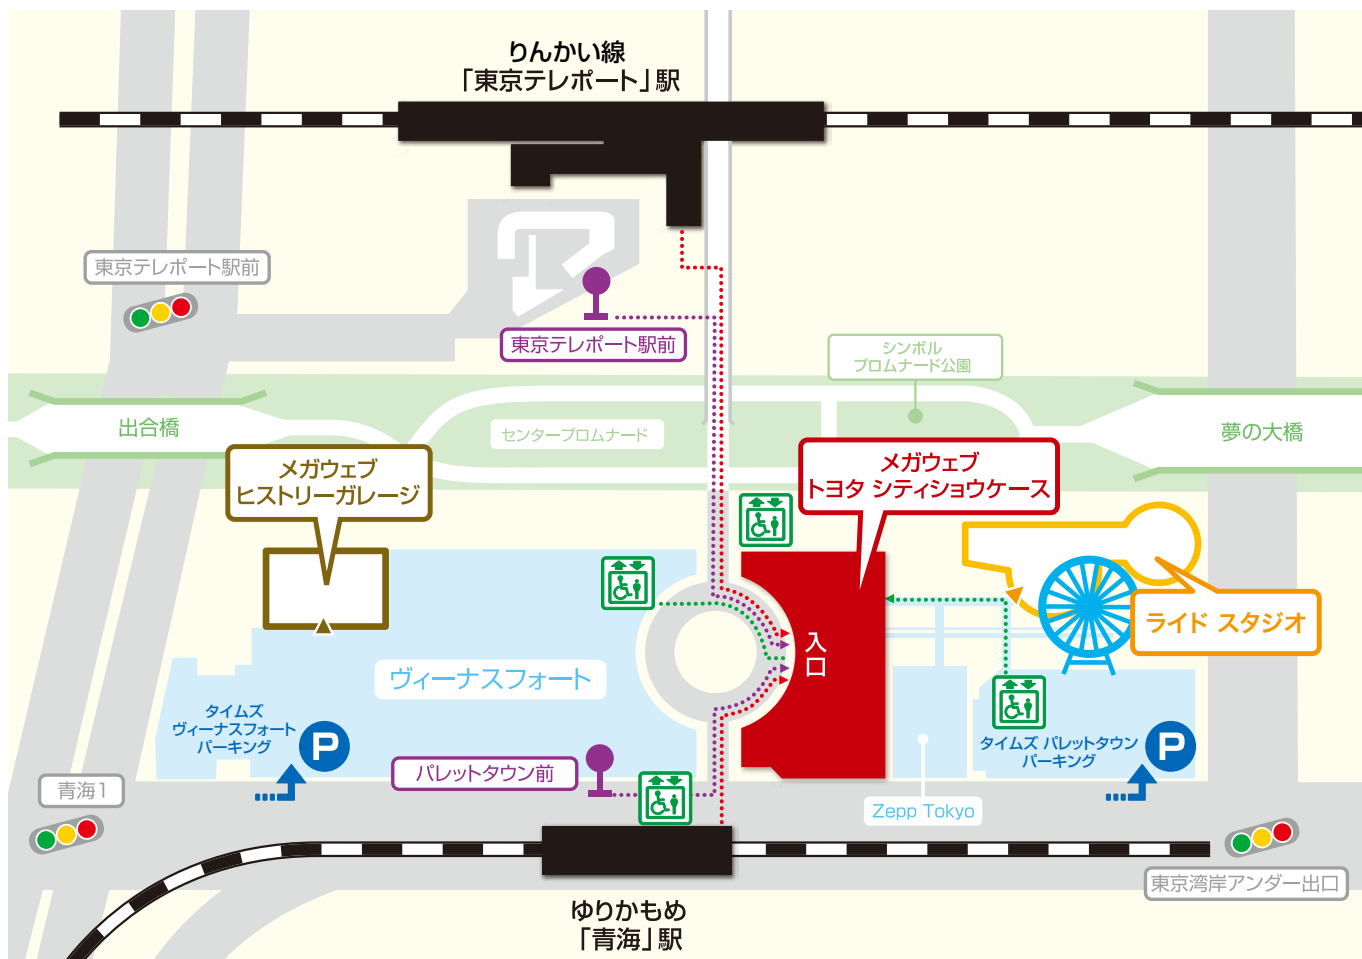 りんかい線
「東京テレポート」駅
東京テレポート駅前
東京テレポート駅前
シンボル
プロムナード公園
出合橋
センタープロムナード
夢の大橋
メガウェブ
ヒストリーガレージ
メガウェブ
トヨタ シティショウケース
ライド スタジオ
入口
ヴィーナスフォート
タイムズ
ヴィーナスフォート
パーキング
P
タイムズ パレットタウン
パーキング
P
パレットタウン前
青海1
Zepp Tokyo
東京湾岸アンダー出口
ゆりかもめ
「青海」駅